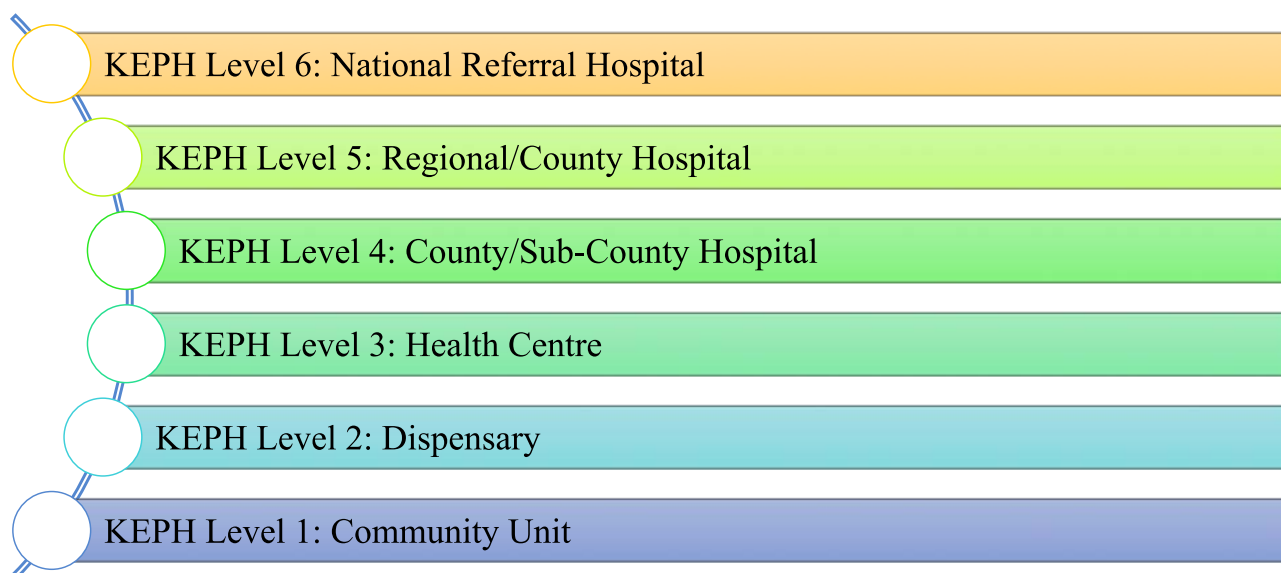 KEPH Level 6: National Referral Hospital
KEPH Level 5: Regional/County Hospital
KEPH Level 4: County/Sub-County Hospital
KEPH Level 3: Health Centre
KEPH Level 2: Dispensary
KEPH Level 1: Community Unit